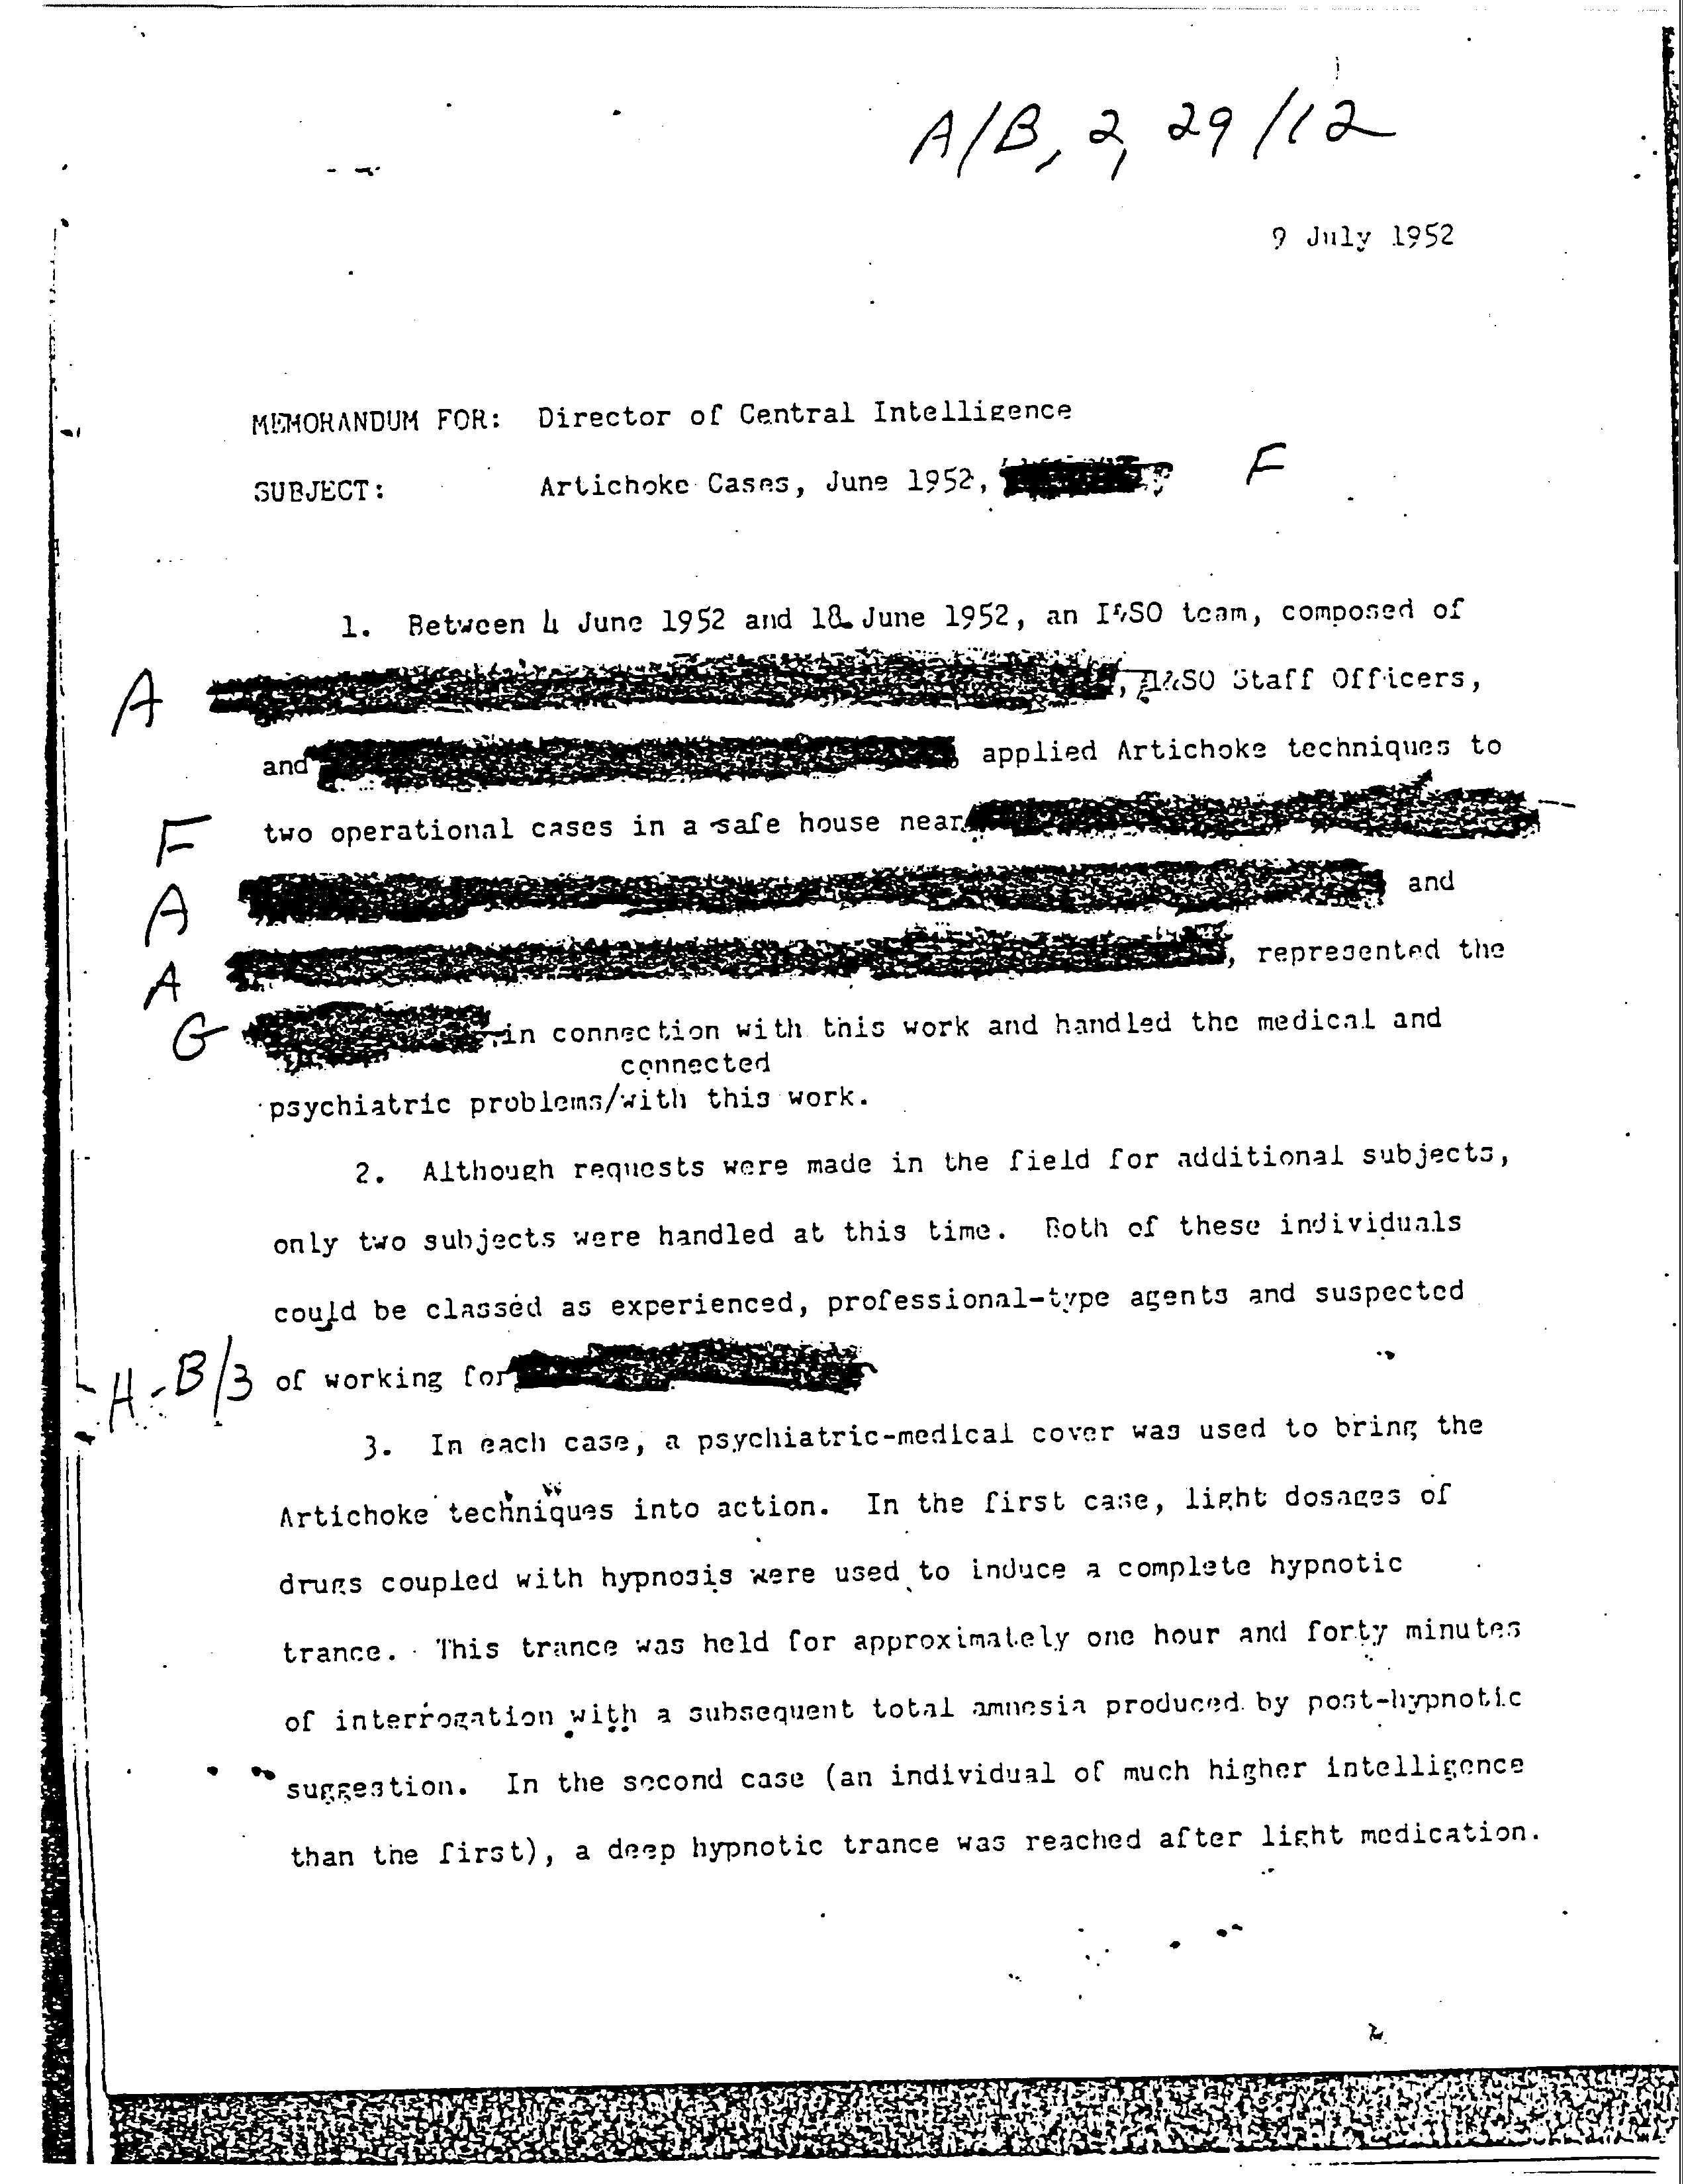 A/B, 2, 29/12
9 July 1952
MEMORANDUM FOR: Director of Central Intelligence
SUBJECT: Artichoke Cases, June 1952, F
1. Between 4 June 1952 and 18 June 1952, an I&SO team, composed of
A , I&SO Staff Officers,
and applied Artichoke techniques to
F two operational cases in a safe house near
A and
A , represented the
G in connection with this work and handled the medical and
connected
psychiatric problems/with this work.
2. Although requests were made in the field for additional subjects,
only two subjects were handled at this time. Both of these individuals
could be classed as experienced, professional-type agents and suspected
H-B/3 of working for
3. In each case, a psychiatric-medical cover was used to bring the
Artichoke techniques into action. In the first case, light dosages of
drugs coupled with hypnosis were used to induce a complete hypnotic
trance. This trance was held for approximately one hour and forty minutes
of interrogation with a subsequent total amnesia produced by post-hypnotic
suggestion. In the second case (an individual of much higher intelligence
than the first), a deep hypnotic trance was reached after light medication.